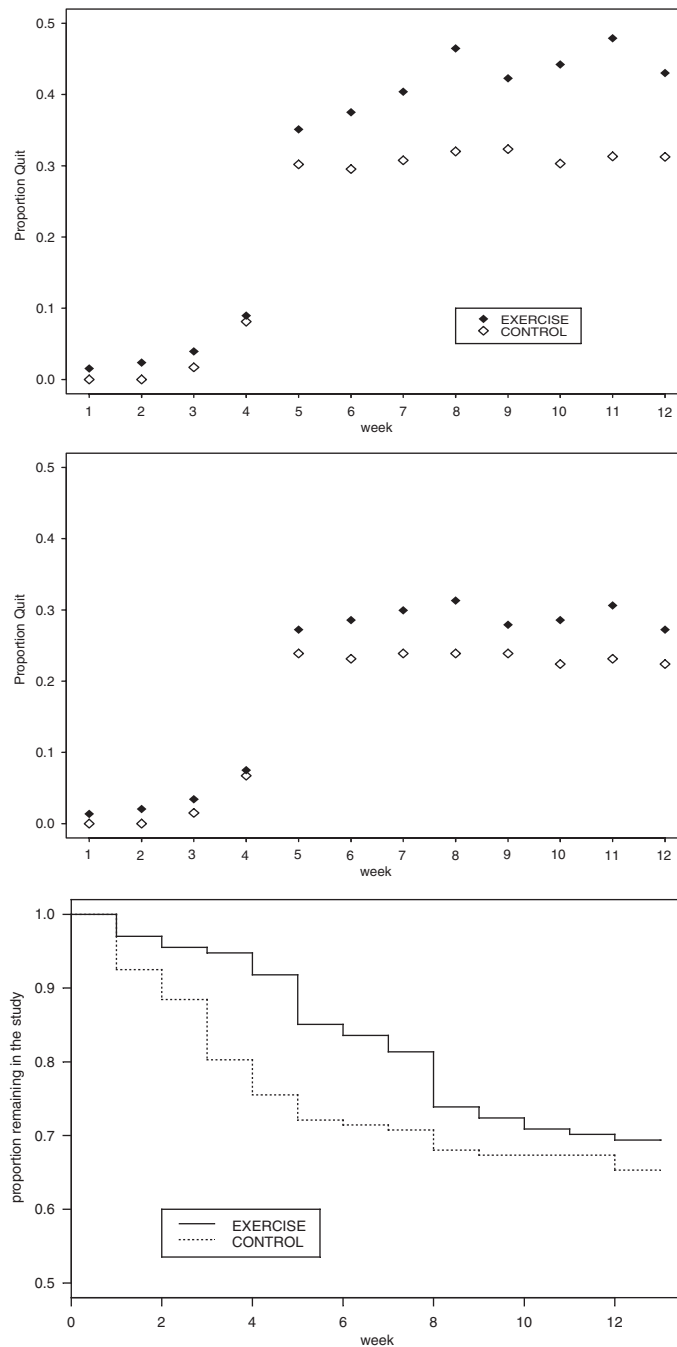 0.5
0.4
0.3
0.2
0.1
0.0
Proportion Quit
EXERCISE
CONTROL
1 2 3 4 5 6 7 8 9 10 11 12
week
0.5
0.4
0.3
0.2
0.1
0.0
Proportion Quit
1 2 3 4 5 6 7 8 9 10 11 12
week
1.0
0.9
0.8
0.7
0.6
0.5
proportion remaining in the study
EXERCISE
CONTROL
0 2 4 6 8 10 12
week